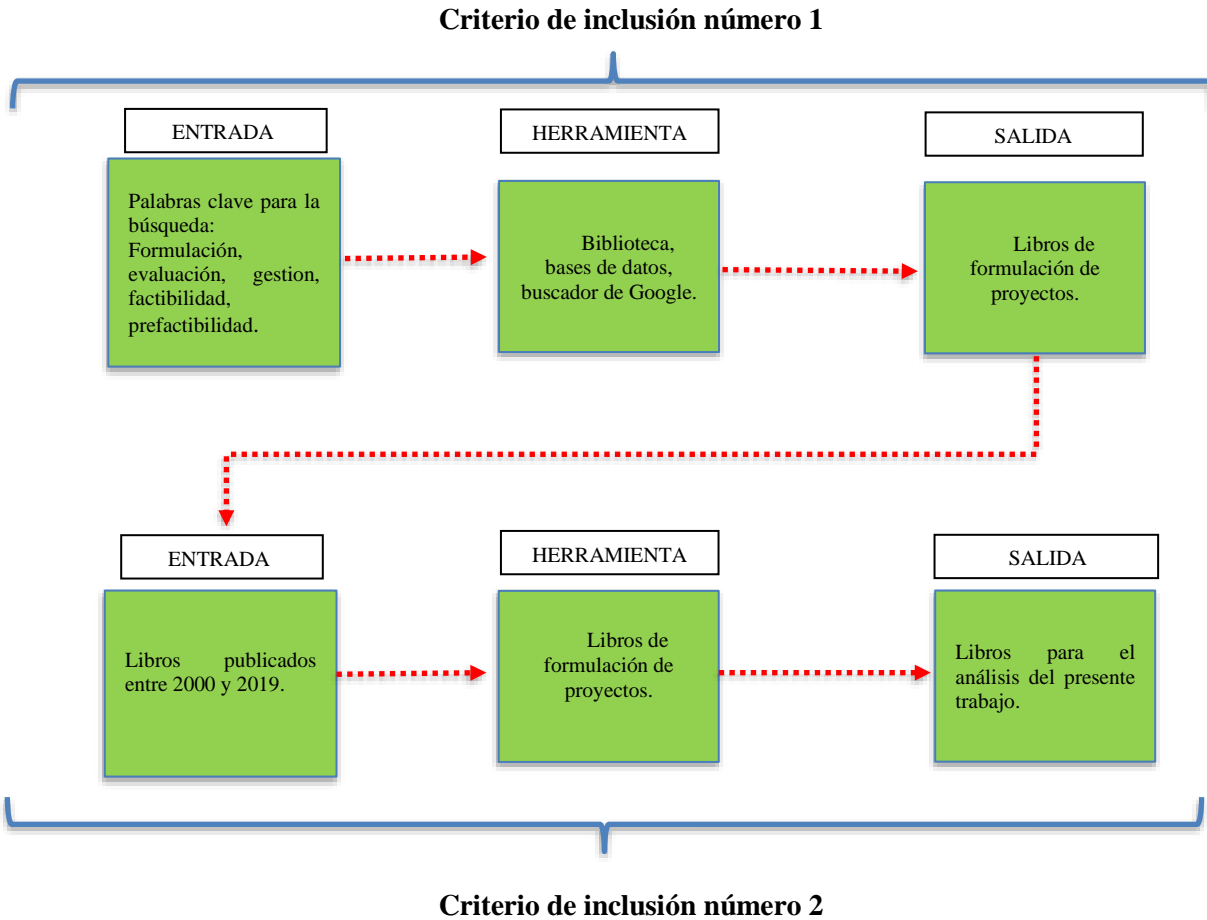 Criterio de inclusión número 1
ENTRADA
Palabras clave para la
búsqueda:
Formulación,
evaluación, gestion,
factibilidad,
prefactibilidad.
HERRAMIENTA
Biblioteca,
bases de datos,
buscador de Google.
SALIDA
Libros de
formulación de
proyectos.
ENTRADA
Libros publicados
entre 2000 y 2019.
HERRAMIENTA
Libros de
formulación de
proyectos.
SALIDA
Libros para el
análisis del presente
trabajo.
Criterio de inclusión número 2